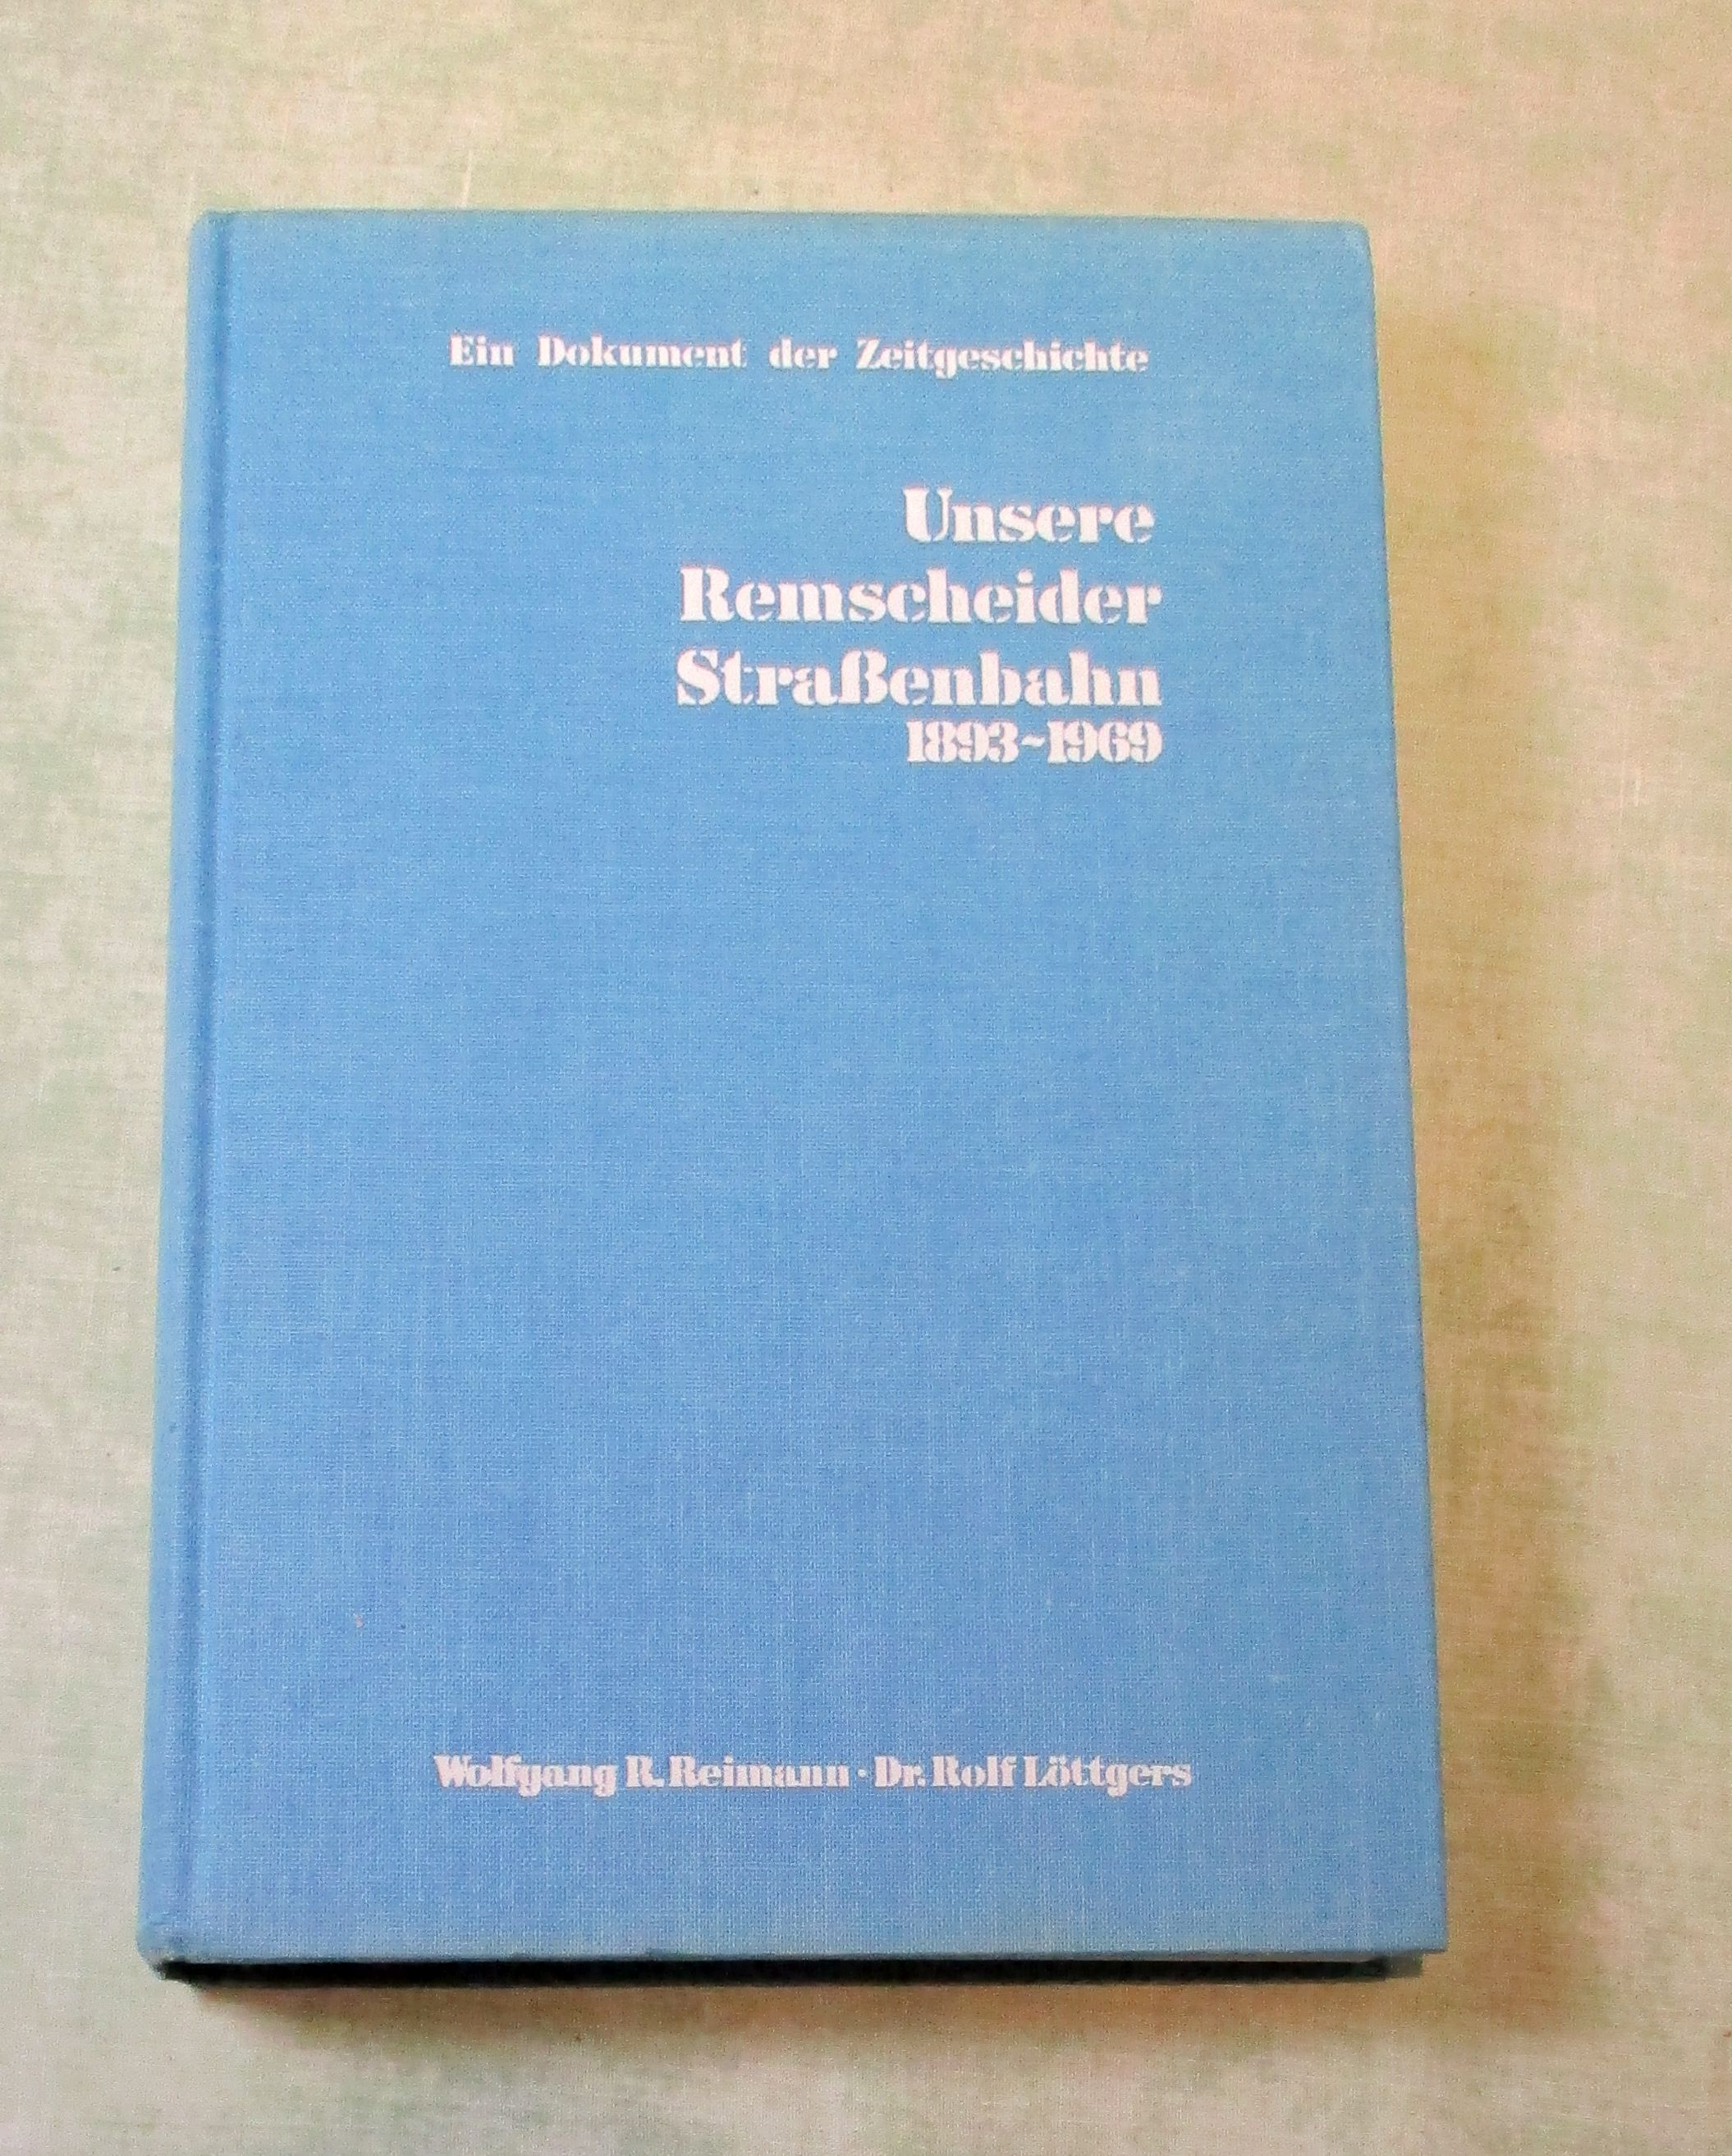 Ein Dokument der Zeitgeschichte
Unsere
Remscheider
Straßenbahn
1893~1969
Wolfgang R. Reimann · Dr. Rolf Löttgers